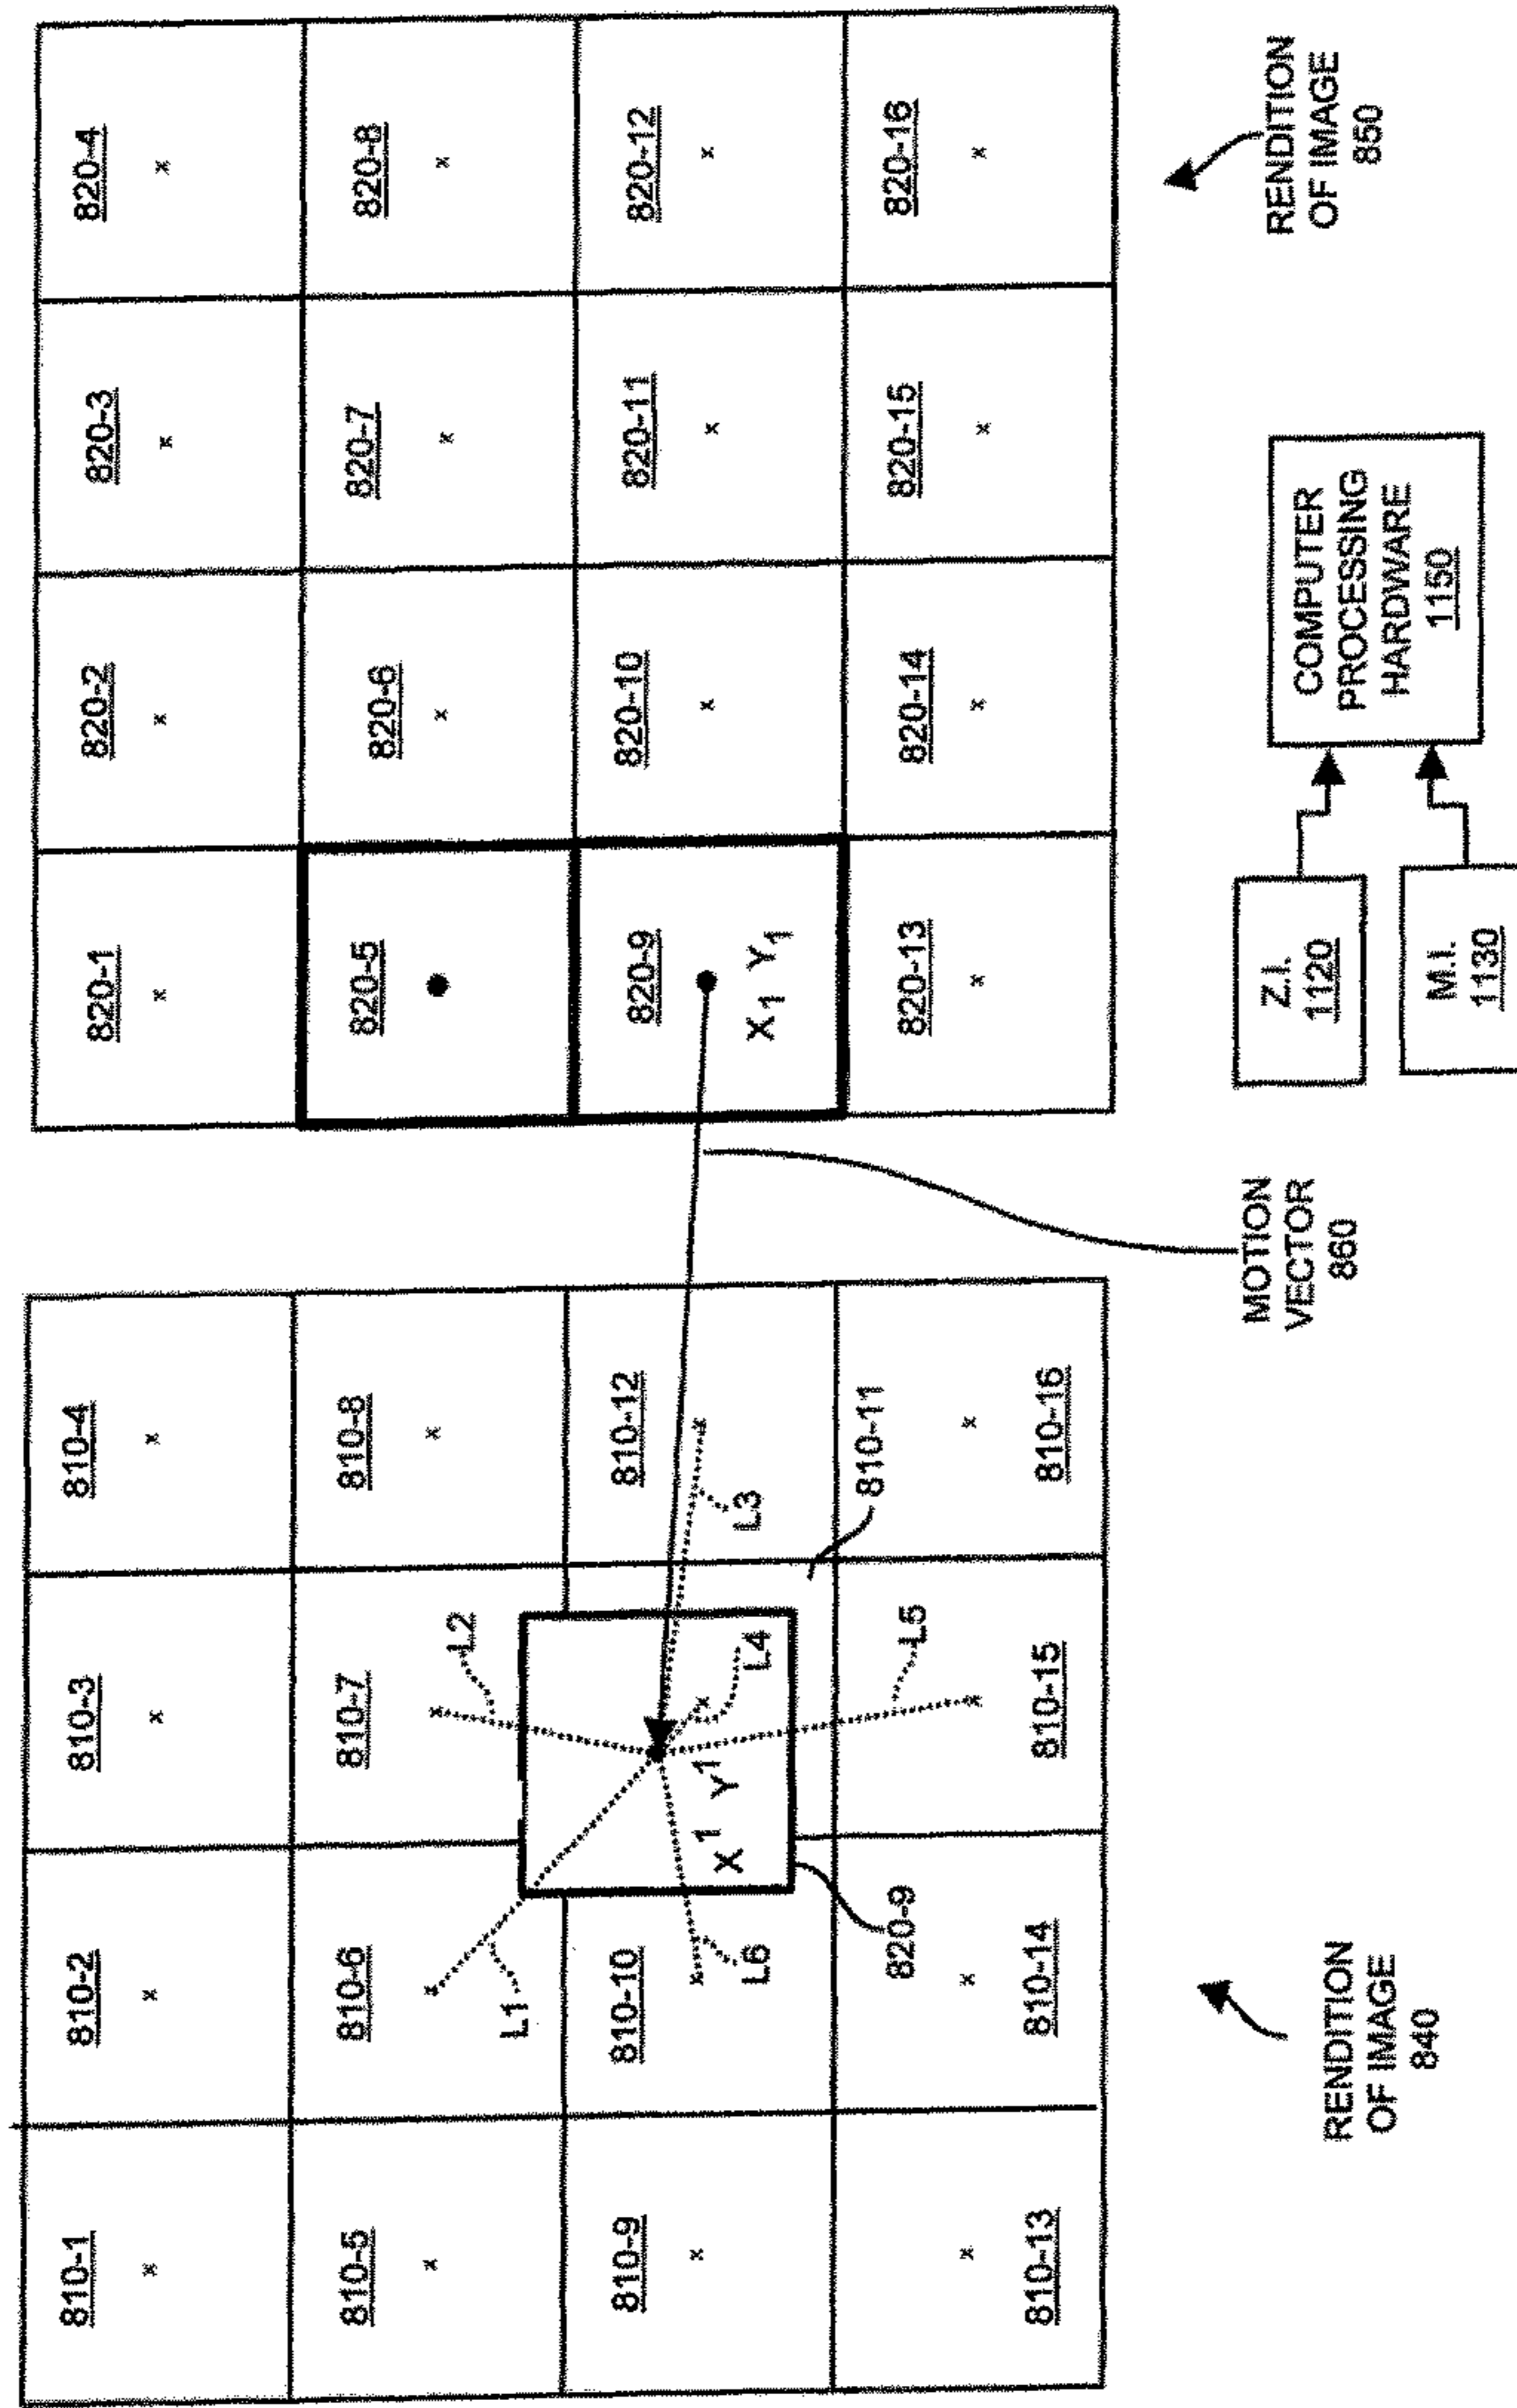 810-1
810-2
810-3
810-4
810-5
810-6
810-7
810-8
L1
L2
810-9
810-10
810-12
L3
X¹ Y¹
L4
L6
820-9
L5
810-11
810-13
810-14
810-15
810-16
RENDITION
OF IMAGE
840
MOTION
VECTOR
860
820-1
820-2
820-3
820-4
820-5
820-6
820-7
820-8
820-9
820-10
820-11
820-12
X₁ Y₁
820-13
820-14
820-15
820-16
RENDITION
OF IMAGE
850
Z.I.
1120
M.I.
1130
COMPUTER
PROCESSING
HARDWARE
1150